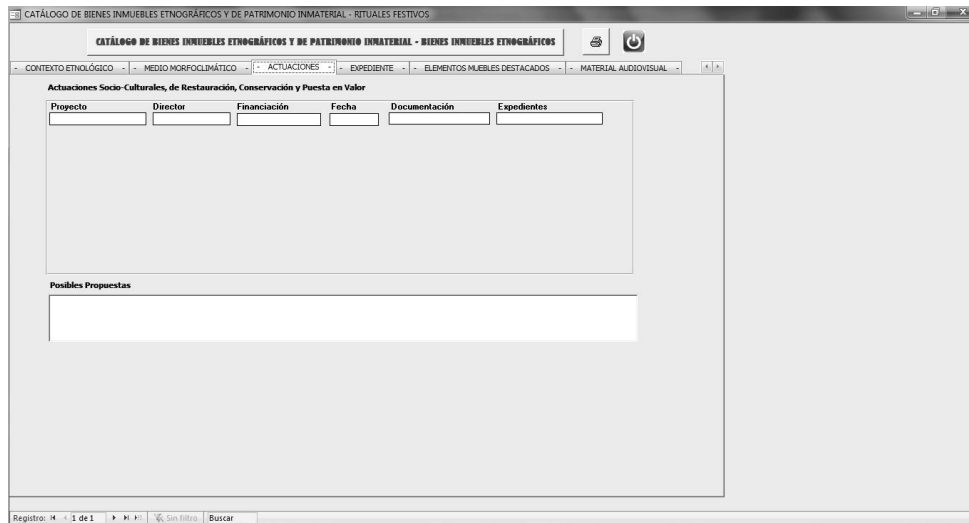 CATÁLOGO DE BIENES INMUEBLES ETNOGRÁFICOS Y DE PATRIMONIO INMATERIAL - RITUALES FESTIVOS
CATÁLOGO DE BIENES INMUEBLES ETNOGRÁFICOS Y DE PATRIMONIO INMATERIAL - BIENES INMUEBLES ETNOGRÁFICOS
- CONTEXTO ETNOLÓGICO - - MEDIO MORFOCLIMÁTICO - - ACTUACIONES - - EXPEDIENTE - - ELEMENTOS MUEBLES DESTACADOS - - MATERIAL AUDIOVISUAL -
Actuaciones Socio-Culturales, de Restauración, Conservación y Puesta en Valor
Proyecto Director Financiación Fecha Documentación Expedientes
Posibles Propuestas
Registro: 1 de 1 Sin filtro Buscar